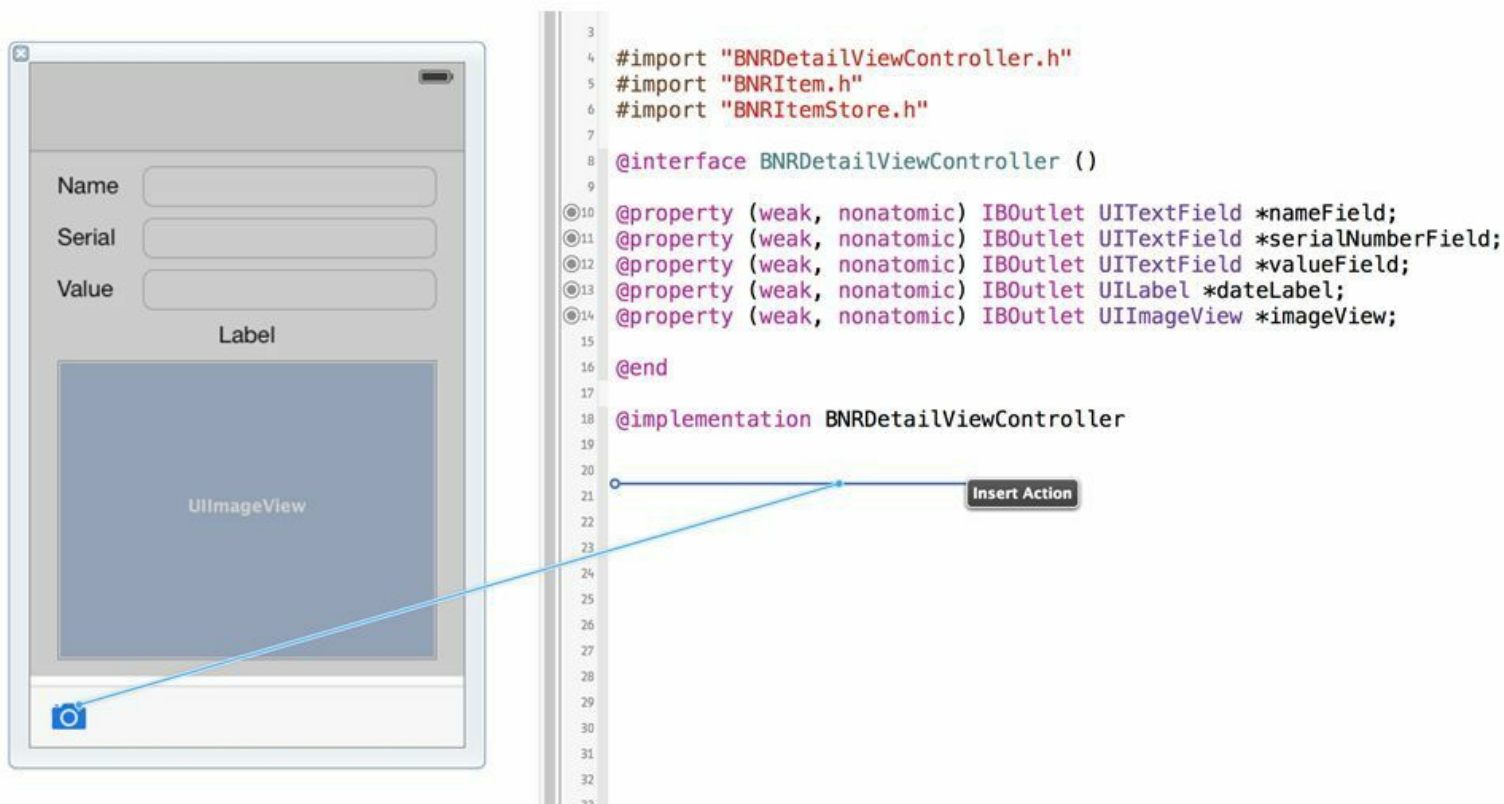 Name
Serial
Value
Label
UIImageView
3
4 #import "BNRDetailViewController.h"
5 #import "BNRItem.h"
6 #import "BNRItemStore.h"
7
8 @interface BNRDetailViewController ()
9
10 @property (weak, nonatomic) IBOutlet UITextField *nameField;
11 @property (weak, nonatomic) IBOutlet UITextField *serialNumberField;
12 @property (weak, nonatomic) IBOutlet UITextField *valueField;
13 @property (weak, nonatomic) IBOutlet UILabel *dateLabel;
14 @property (weak, nonatomic) IBOutlet UIImageView *imageView;
15
16 @end
17
18 @implementation BNRDetailViewController
19
20
Insert Action
21
22
23
24
25
26
27
28
29
30
31
32